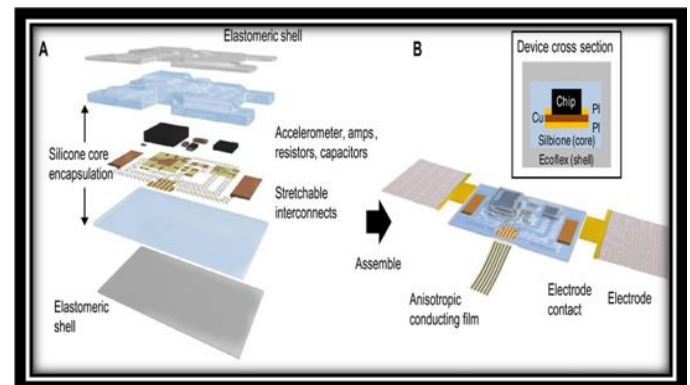 A
Elastomeric shell
Silicone core
encapsulation
Accelerometer, amps,
resistors, capacitors
Stretchable
interconnects
Elastomeric
shell
Assemble
B
Device cross section
Chip
Cu
PI
PI
Silbione (core)
Ecoflex (shell)
Anisotropic
conducting film
Electrode
contact
Electrode